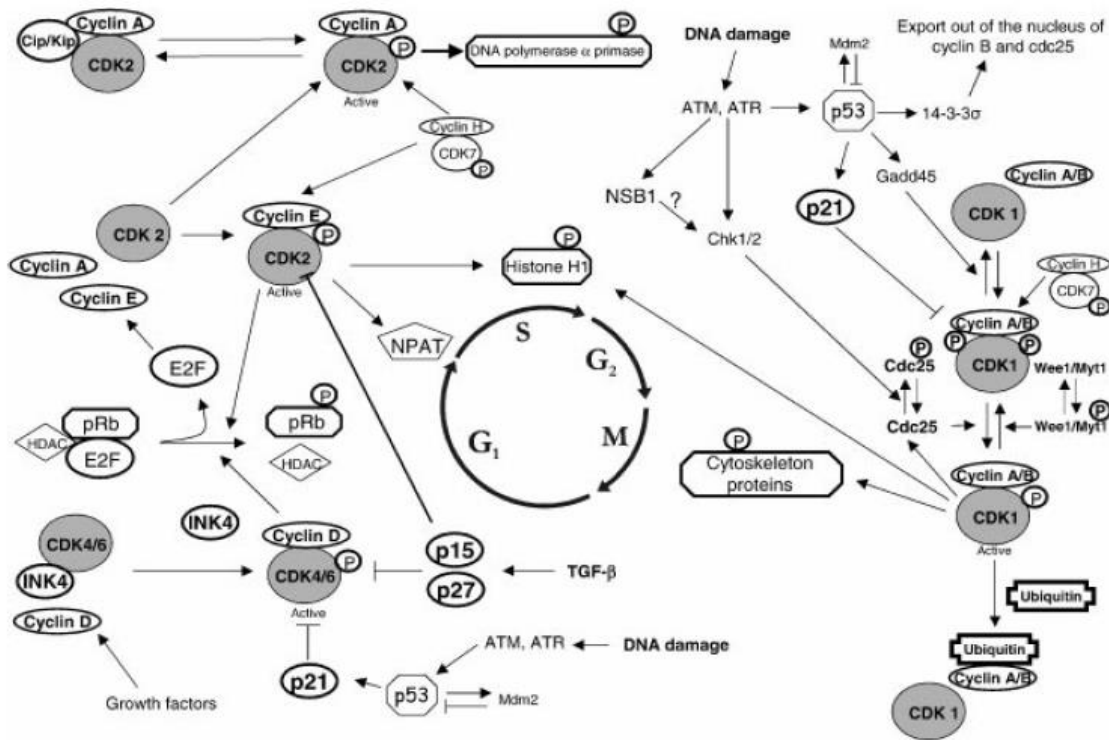 Cyclin A
Cip/Kip
CDK2
Cyclin A
P
CDK2
Active
DNA polymerase α primase
P
Cyclin H
CDK7
P
CDK 2
Cyclin A
Cyclin E
Cyclin E
P
CDK2
Active
E2F
NPAT
Histone H1
P
HDAC
pRb
E2F
P
pRb
HDAC
S
G2
M
G1
INK4
CDK4/6
INK4
Cyclin D
Growth factors
Cyclin D
P
CDK4/6
Active
p15
p27
TGF-β
p21
p53
Mdm2
ATM, ATR
DNA damage
DNA damage
ATM, ATR
Mdm2
p53
14-3-3σ
Export out of the nucleus of
cyclin B and cdc25
NSB1
?
Chk1/2
p21
Gadd45
Cyclin A/B
CDK 1
Cyclin H
CDK7
P
Cyclin A/B
P
P
CDK1
P
Cdc25
Cdc25
Wee1/Myt1
P
Wee1/Myt1
P
Cytoskeleton
proteins
Cyclin A/B
P
CDK1
Active
Ubiquitin
Ubiquitin
Cyclin A/B
CDK 1